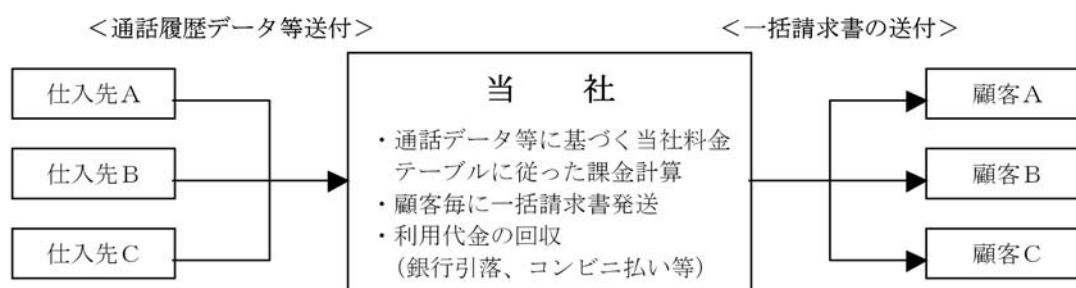 ＜通話履歴データ等送付＞
＜一括請求書の送付＞
仕入先Ａ
仕入先Ｂ
仕入先Ｃ
当　社
・通話データ等に基づく当社料金
テーブルに従った課金計算
・顧客毎に一括請求書発送
・利用代金の回収
（銀行引落、コンビニ払い等）
顧客Ａ
顧客Ｂ
顧客Ｃ